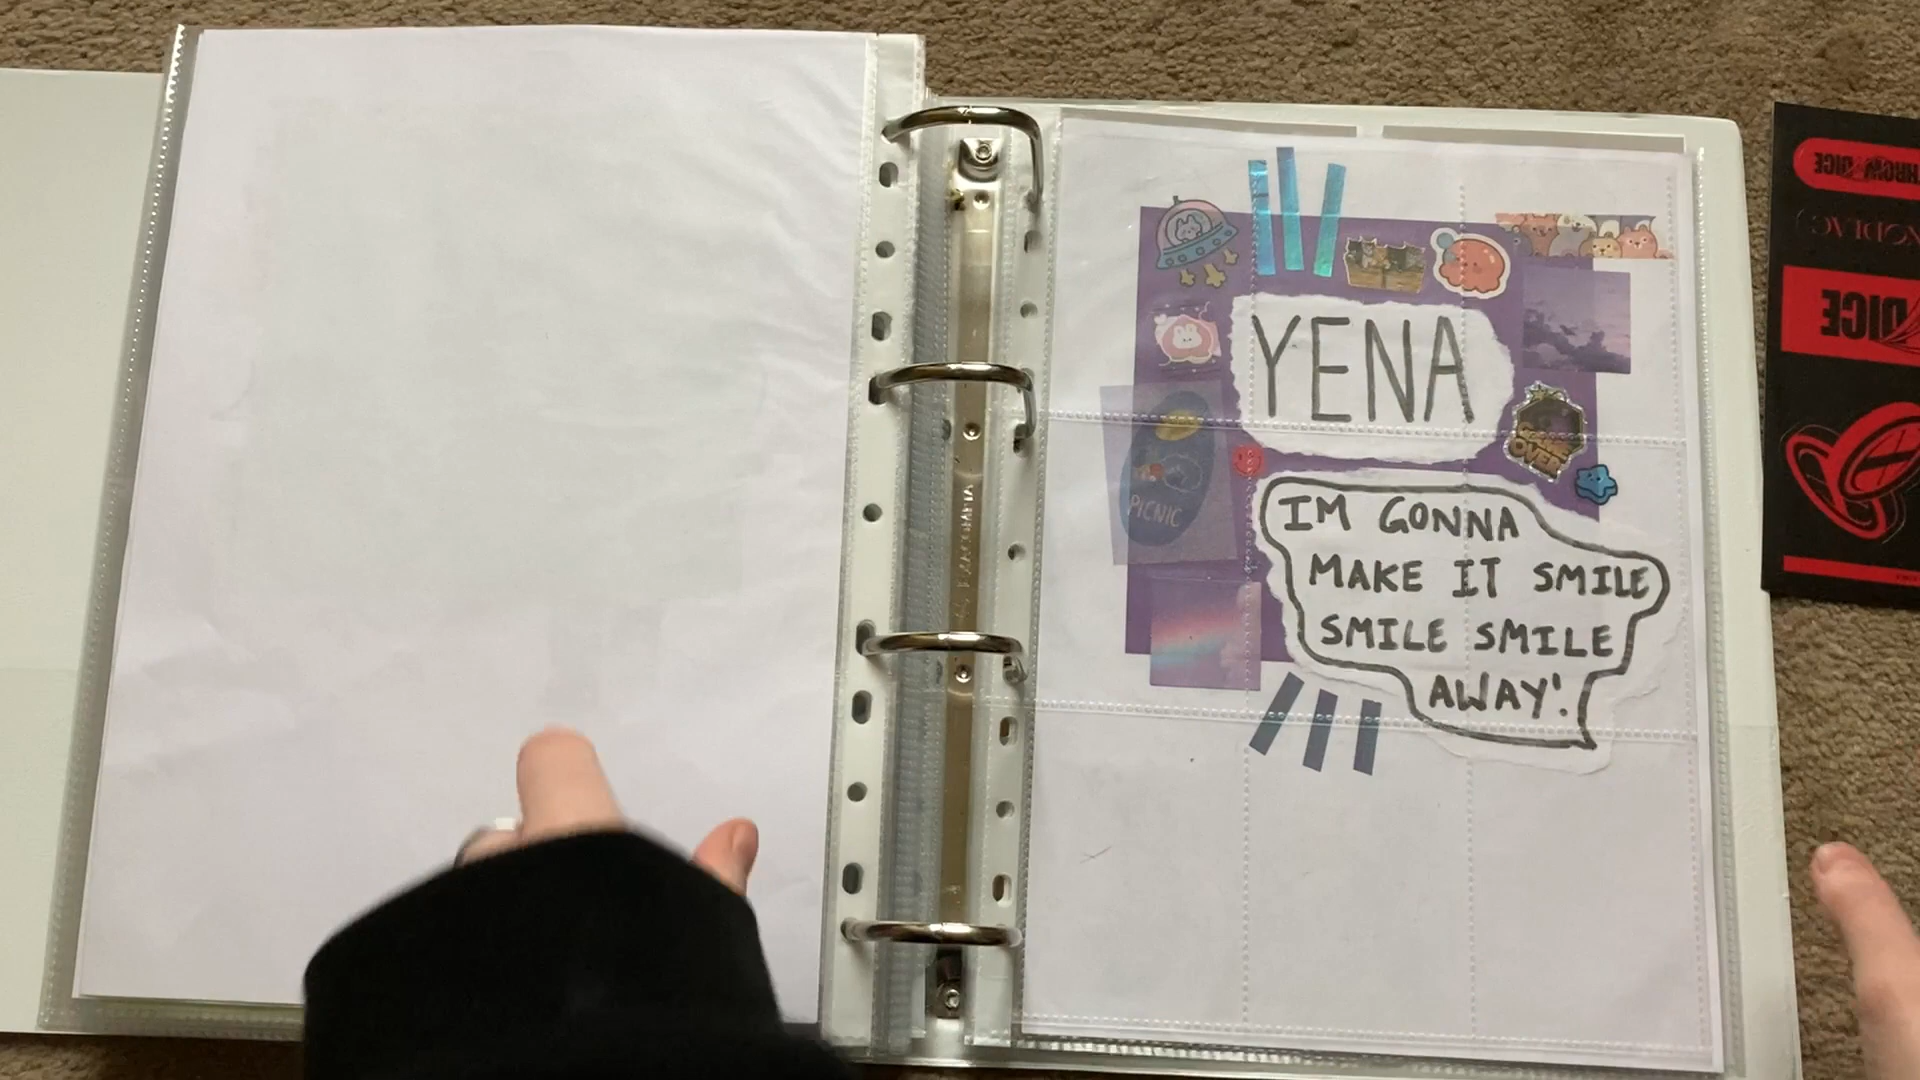 YENA
IM GONNA
MAKE IT SMILE
SMILE SMILE
AWAY!
PiCNiC
OVER
DICE
DICE